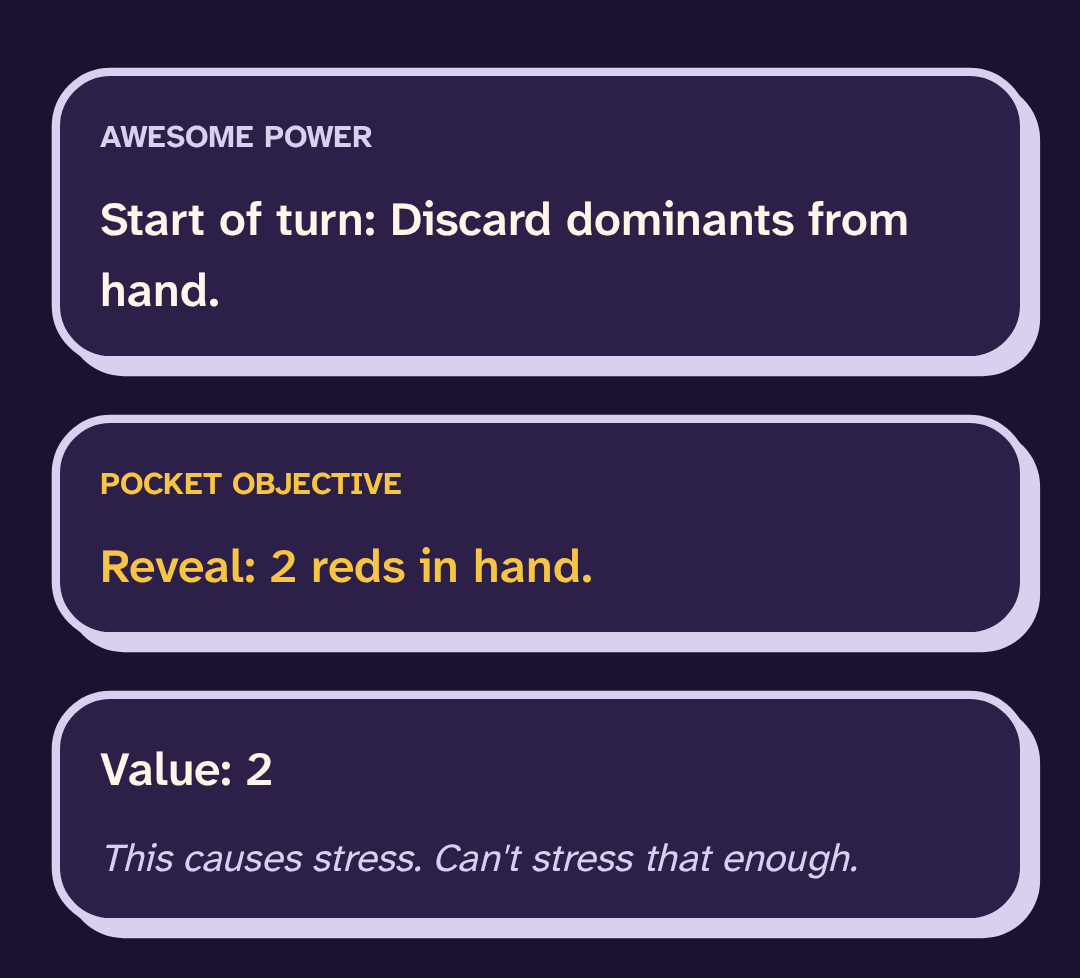 AWESOME POWER
Start of turn: Discard dominants from
hand.
POCKET OBJECTIVE
Reveal: 2 reds in hand.
Value: 2
This causes stress. Can't stress that enough.